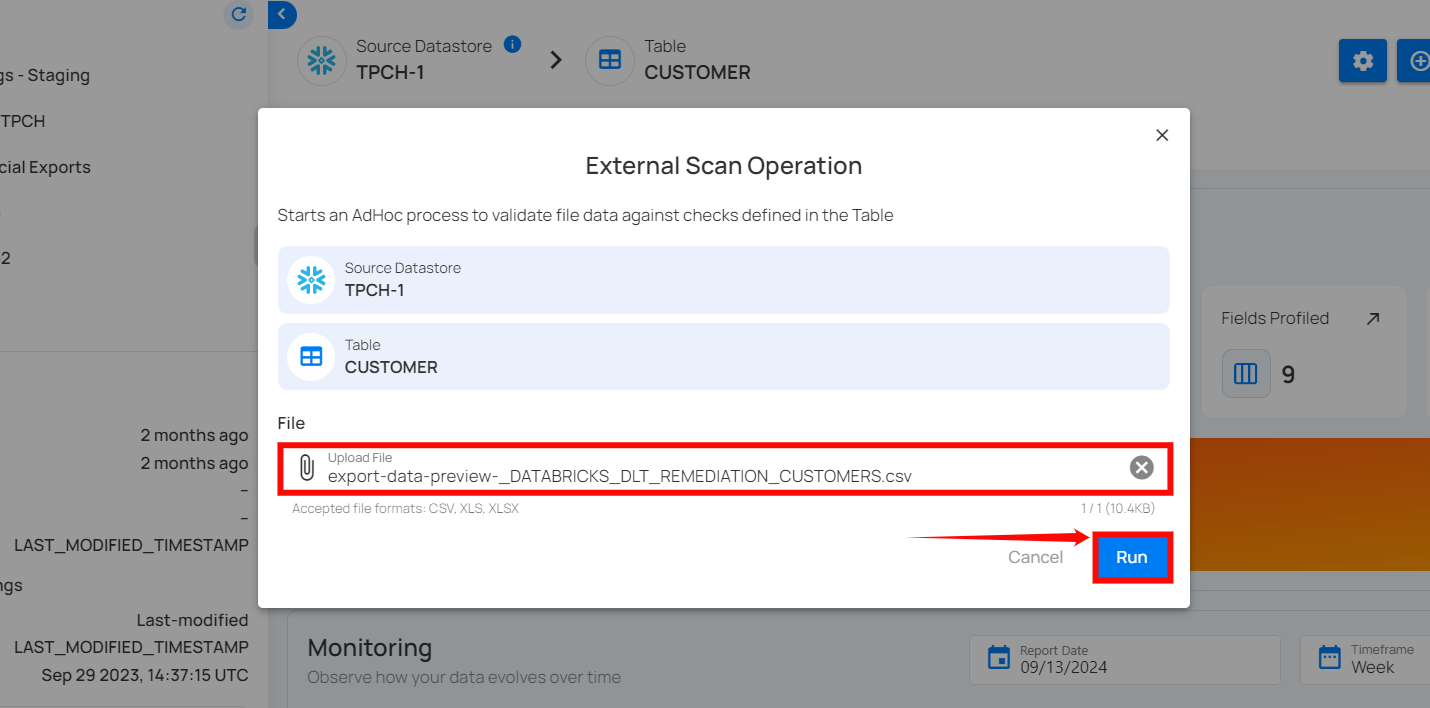 gs - Staging
TPCH
cial Exports
2
2 months ago
2 months ago
–
–
LAST_MODIFIED_TIMESTAMP
ngs
Last-modified
LAST_MODIFIED_TIMESTAMP
Sep 29 2023, 14:37:15 UTC
Source Datastore
TPCH-1
Table
CUSTOMER
External Scan Operation
Starts an AdHoc process to validate file data against checks defined in the Table
Source Datastore
TPCH-1
Table
CUSTOMER
File
Upload File
export-data-preview-_DATABRICKS_DLT_REMEDIATION_CUSTOMERS.csv
Accepted file formats: CSV, XLS, XLSX
1 / 1 (10.4KB)
Cancel
Run
Fields Profiled
9
Monitoring
Observe how your data evolves over time
Report Date
09/13/2024
Timeframe
Week